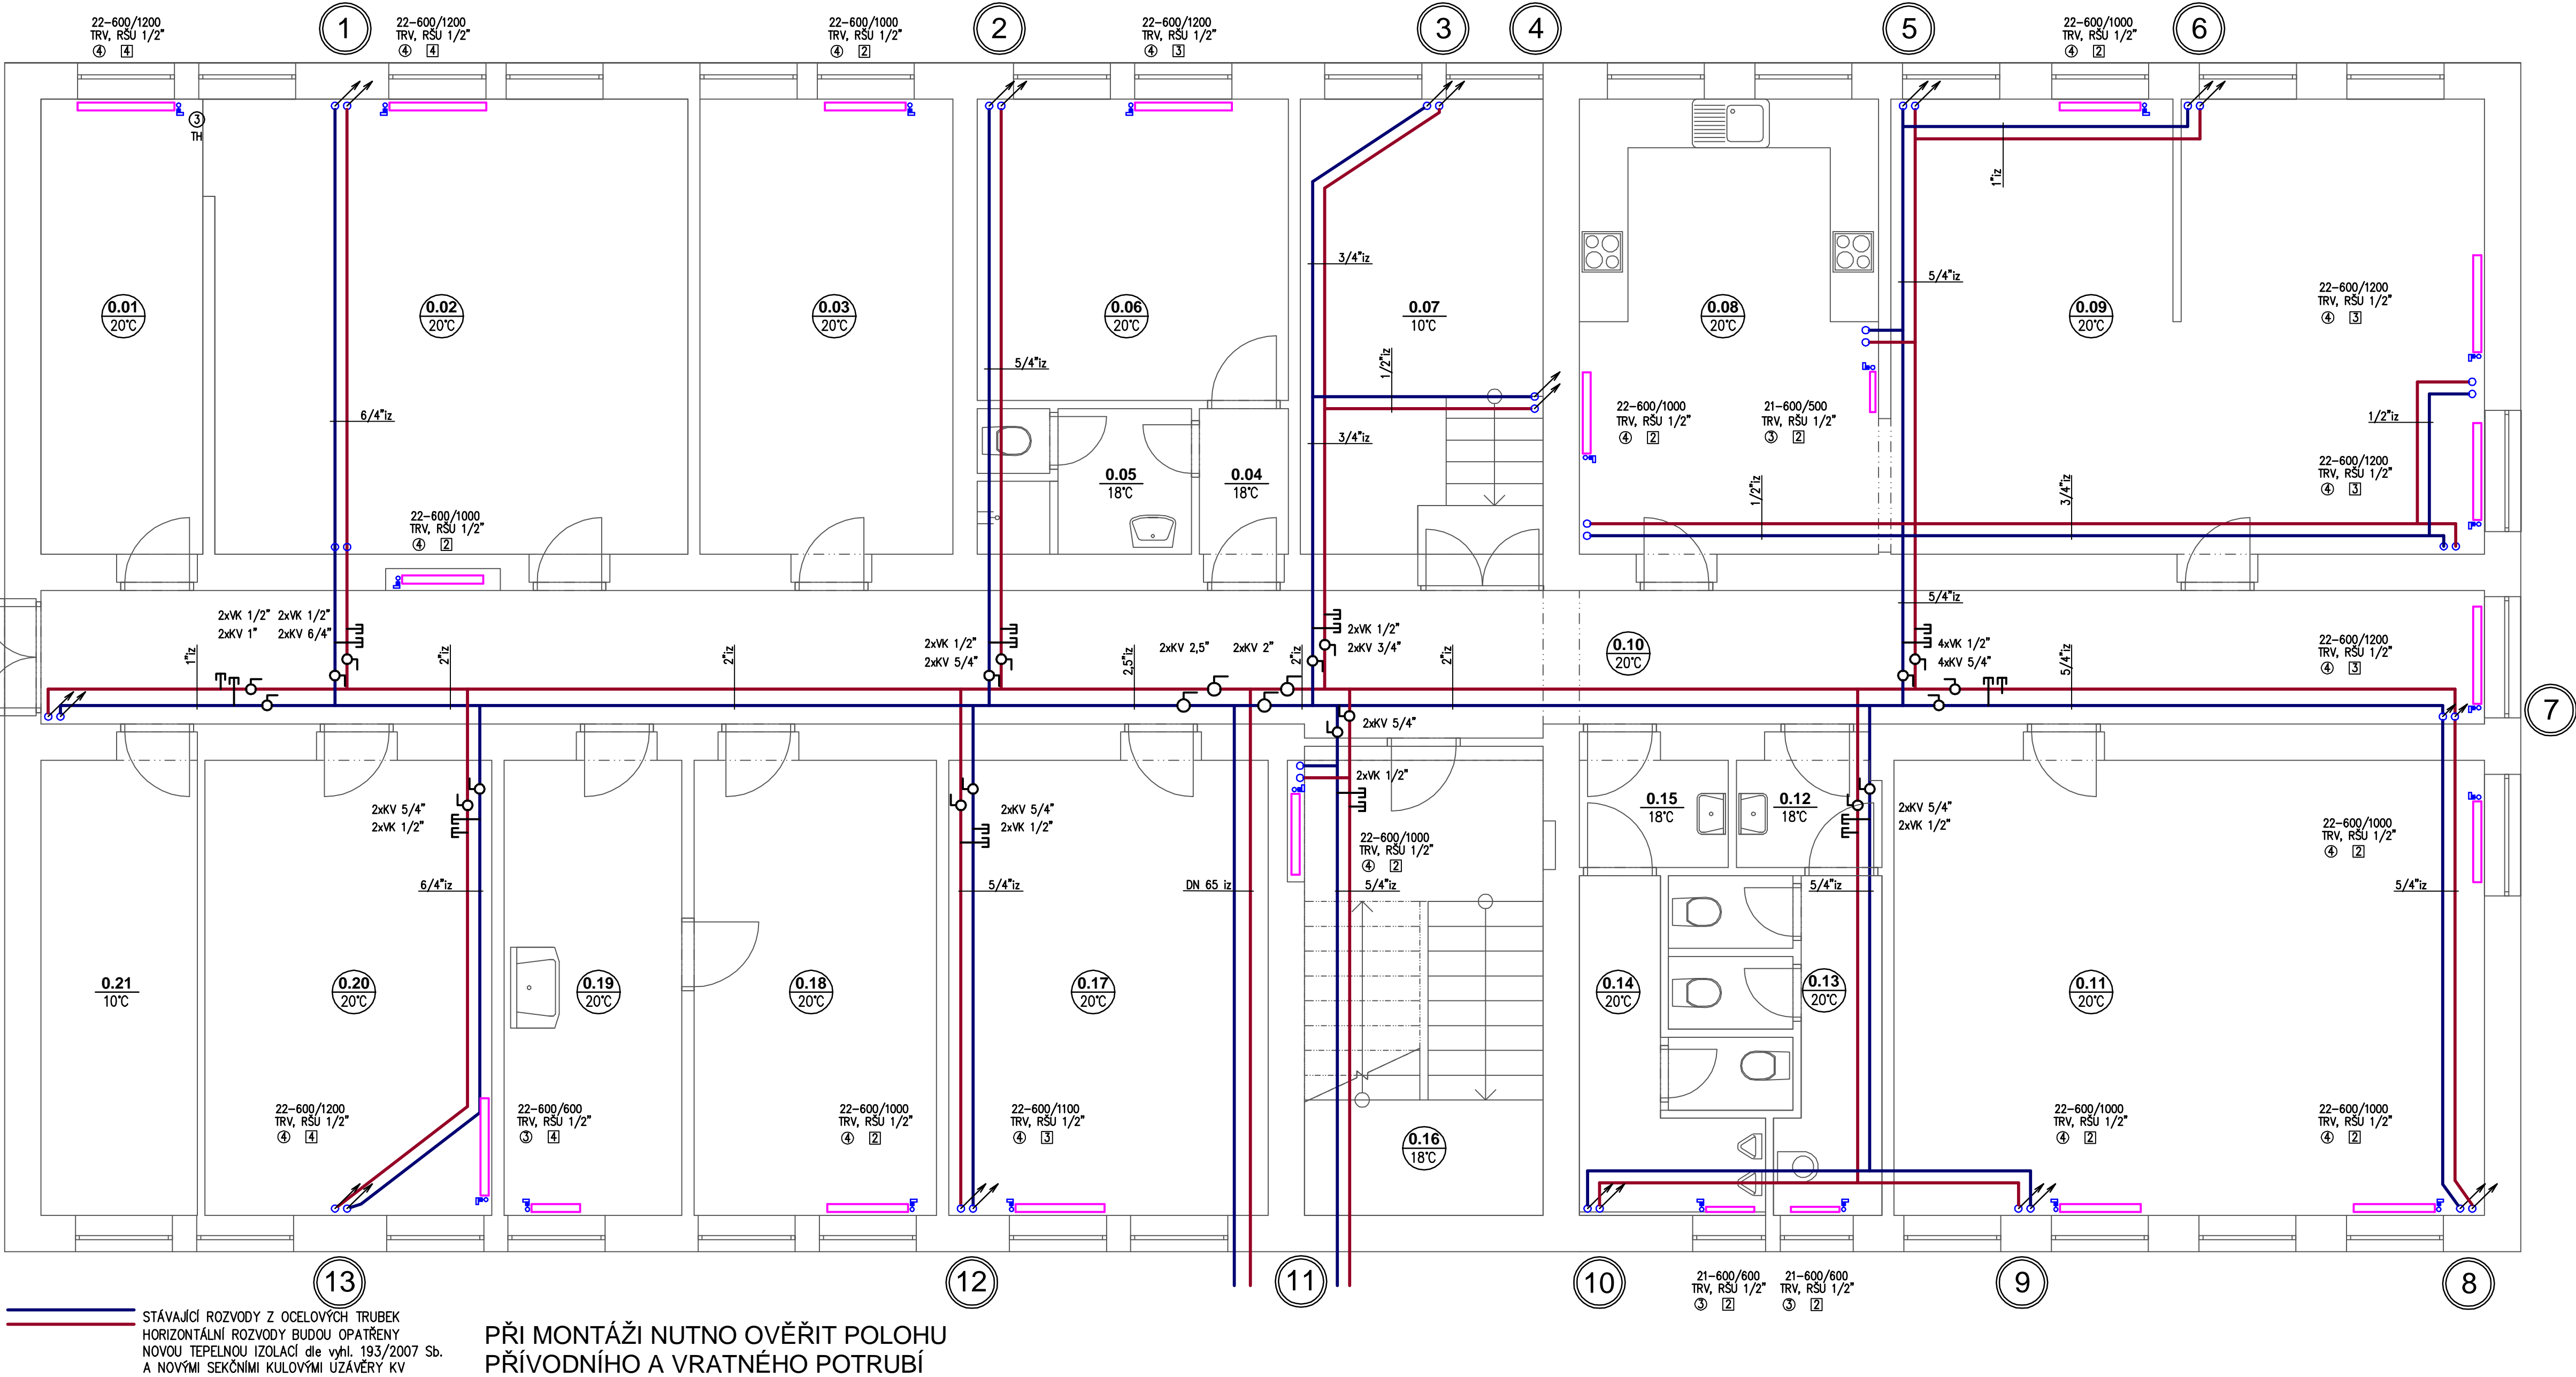 22-600/1200
TRV, RŠU 1/2"
④ 4
1
22-600/1200
TRV, RŠU 1/2"
④ 4
22-600/1000
TRV, RŠU 1/2"
④ 2
2
22-600/1200
TRV, RŠU 1/2"
④ 3
3
4
5
22-600/1000
TRV, RŠU 1/2"
④ 2
6
③
TH
1"iz
3/4"iz
5/4"iz
0.01
20°C
0.02
20°C
0.03
20°C
0.06
20°C
0.07
10°C
0.08
20°C
0.09
20°C
22-600/1200
TRV, RŠU 1/2"
④ 3
5/4"iz
1/2"iz
6/4"iz
22-600/1000
TRV, RŠU 1/2"
④ 2
21-600/500
TRV, RŠU 1/2"
③ 2
1/2"iz
3/4"iz
0.05
18°C
0.04
18°C
22-600/1200
TRV, RŠU 1/2"
④ 3
1/2"iz
3/4"iz
22-600/1000
TRV, RŠU 1/2"
④ 2
5/4"iz
2xVK 1/2" 2xVK 1/2"
2xKV 1" 2xKV 6/4"
1"iz
2"iz
2"iz
2xVK 1/2"
2xKV 5/4"
2,5"iz
2xKV 2,5" 2xKV 2"
2"iz
2xVK 1/2"
2xKV 3/4"
2"iz
0.10
20°C
4xVK 1/2"
4xKV 5/4"
5/4"iz
22-600/1200
TRV, RŠU 1/2"
④ 3
7
2xKV 5/4"
2xVK 1/2"
2xKV 5/4"
2xVK 1/2"
2xKV 5/4"
2xVK 1/2"
22-600/1000
TRV, RŠU 1/2"
④ 2
0.15
18°C
0.12
18°C
2xKV 5/4"
2xVK 1/2"
22-600/1000
TRV, RŠU 1/2"
④ 2
6/4"iz
5/4"iz
DN 65 iz
5/4"iz
5/4"iz
5/4"iz
0.21
10°C
0.20
20°C
0.19
20°C
0.18
20°C
0.17
20°C
0.14
20°C
0.13
20°C
0.11
20°C
22-600/1200
TRV, RŠU 1/2"
④ 4
22-600/600
TRV, RŠU 1/2"
③ 4
22-600/1000
TRV, RŠU 1/2"
④ 2
22-600/1100
TRV, RŠU 1/2"
④ 3
0.16
18°C
22-600/1000
TRV, RŠU 1/2"
④ 2
22-600/1000
TRV, RŠU 1/2"
④ 2
13
12
11
10
9
8
21-600/600
TRV, RŠU 1/2"
③ 2
21-600/600
TRV, RŠU 1/2"
③ 2
STÁVAJÍCÍ ROZVODY Z OCELOVÝCH TRUBEK
HORIZONTÁLNÍ ROZVODY BUDOU OPATŘENY
NOVOU TEPELNOU IZOLACÍ dle vyhl. 193/2007 Sb.
A NOVÝMI SEKČNÍMI KULOVÝMI UZÁVĚRY KV
PŘI MONTÁŽI NUTNO OVĚŘIT POLOHU
PŘÍVODNÍHO A VRATNÉHO POTRUBÍ